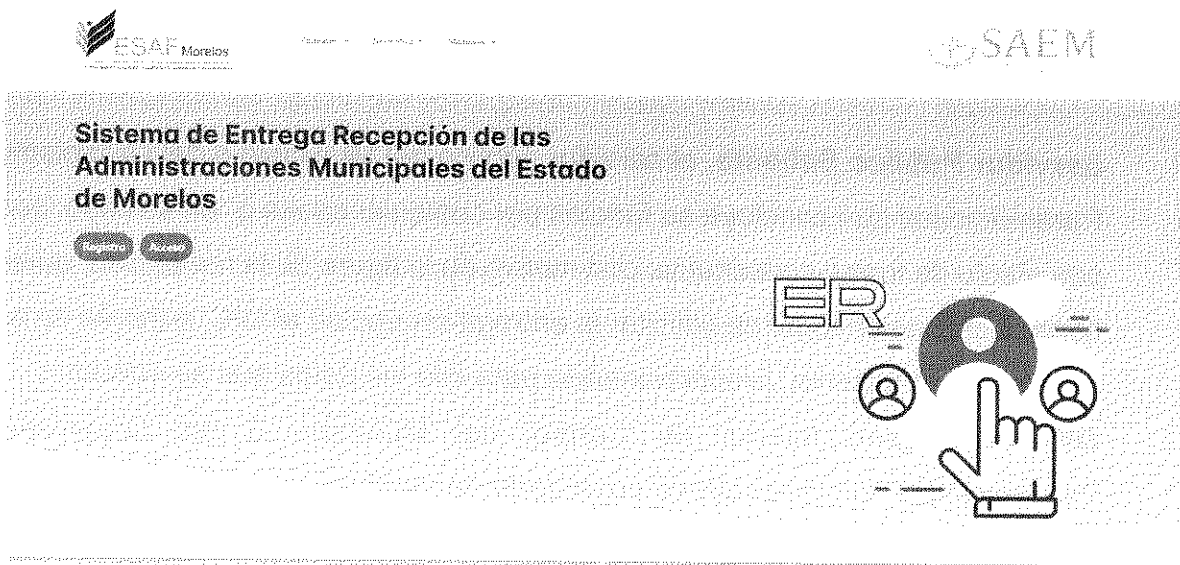 ESAF Morelos
SAEM
Sistema de Entrega Recepción de las
Administraciones Municipales del Estado
de Morelos
Registro Acceso
ER